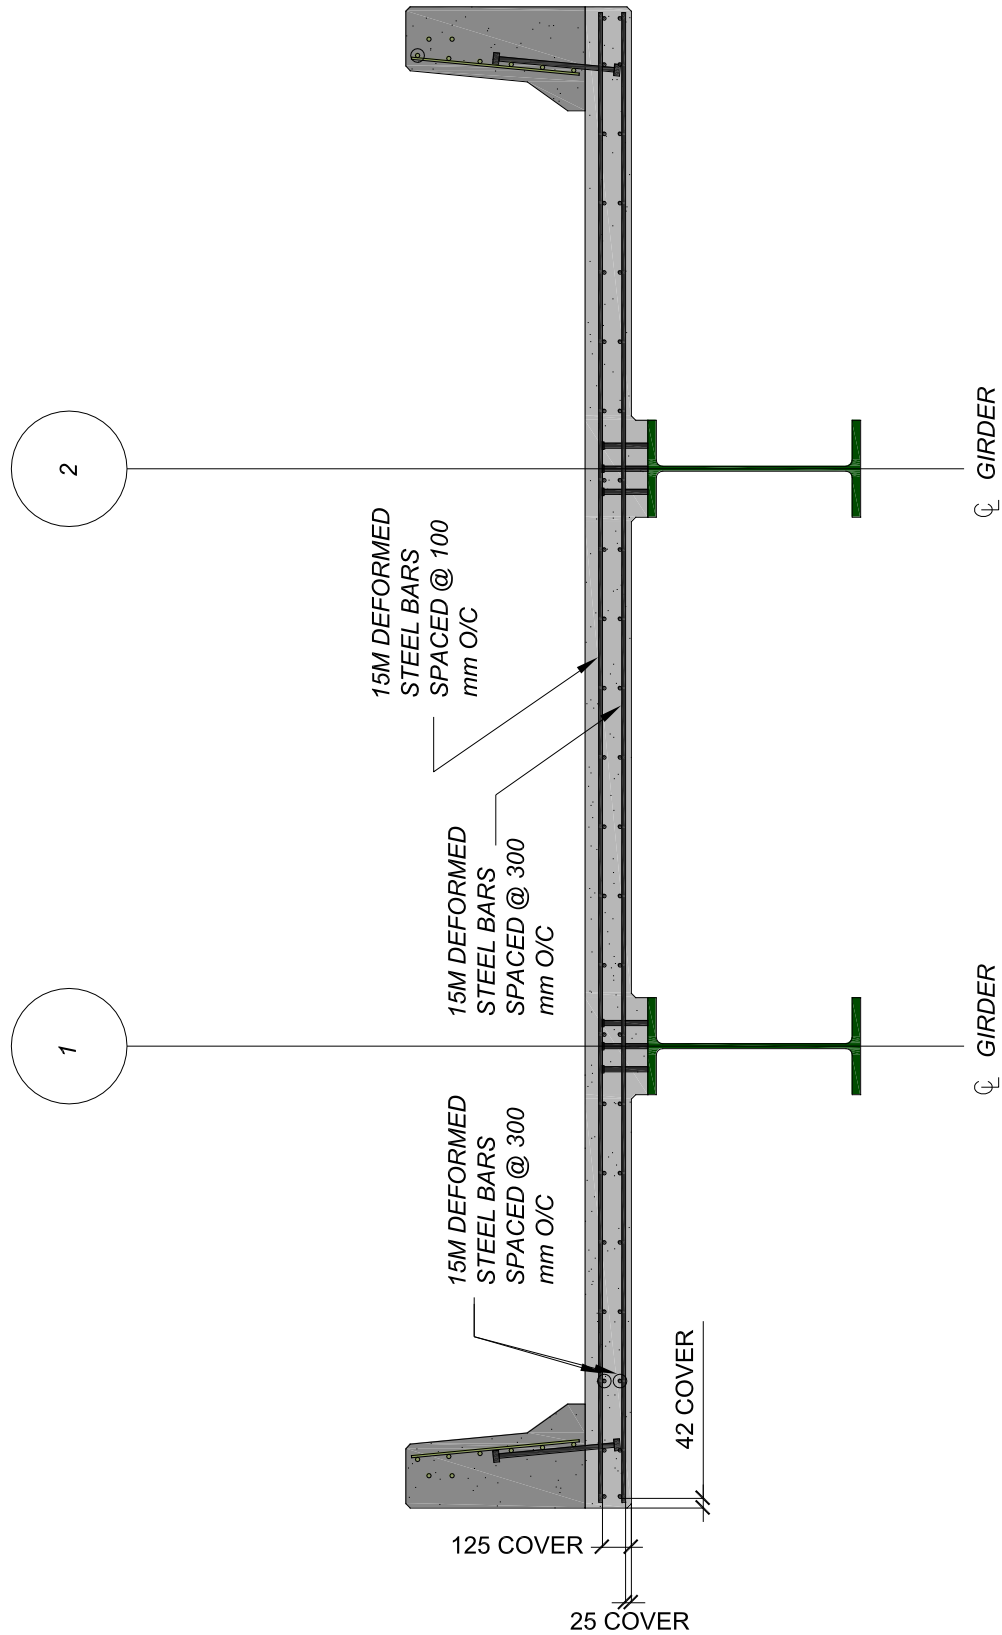 1
2
15M DEFORMED
STEEL BARS
SPACED @ 300
mm O/C
15M DEFORMED
STEEL BARS
SPACED @ 300
mm O/C
15M DEFORMED
STEEL BARS
SPACED @ 100
mm O/C
42 COVER
125 COVER
25 COVER
℄ GIRDER
℄ GIRDER